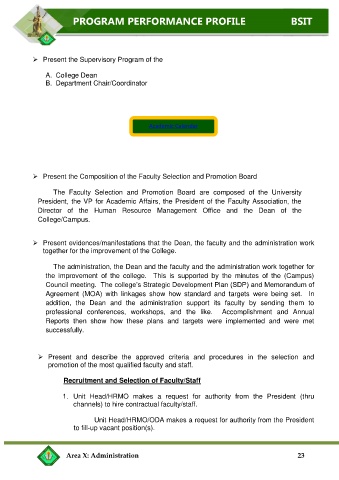 PROGRAM PERFORMANCE PROFILE BSIT
➢ Present the Supervisory Program of the
A. College Dean
B. Department Chair/Coordinator
➢ Present the Composition of the Faculty Selection and Promotion Board
The Faculty Selection and Promotion Board are composed of the University
President, the VP for Academic Affairs, the President of the Faculty Association, the
Director of the Human Resource Management Office and the Dean of the
College/Campus.
➢ Present evidences/manifestations that the Dean, the faculty and the administration work
together for the improvement of the College.
The administration, the Dean and the faculty and the administration work together for
the improvement of the college. This is supported by the minutes of the (Campus)
Council meeting. The college's Strategic Development Plan (SDP) and Memorandum of
Agreement (MOA) with linkages show how standard and targets were being set. In
addition, the Dean and the administration support its faculty by sending them to
professional conferences, workshops, and the like. Accomplishment and Annual
Reports then show how these plans and targets were implemented and were met
successfully.
➢ Present and describe the approved criteria and procedures in the selection and
promotion of the most qualified faculty and staff.
Recruitment and Selection of Faculty/Staff
1. Unit Head/HRMO makes a request for authority from the President (thru
channels) to hire contractual faculty/staff.
Unit Head/HRMO/ODA makes a request for authority from the President
to fill-up vacant position(s).
Area X: Administration 23